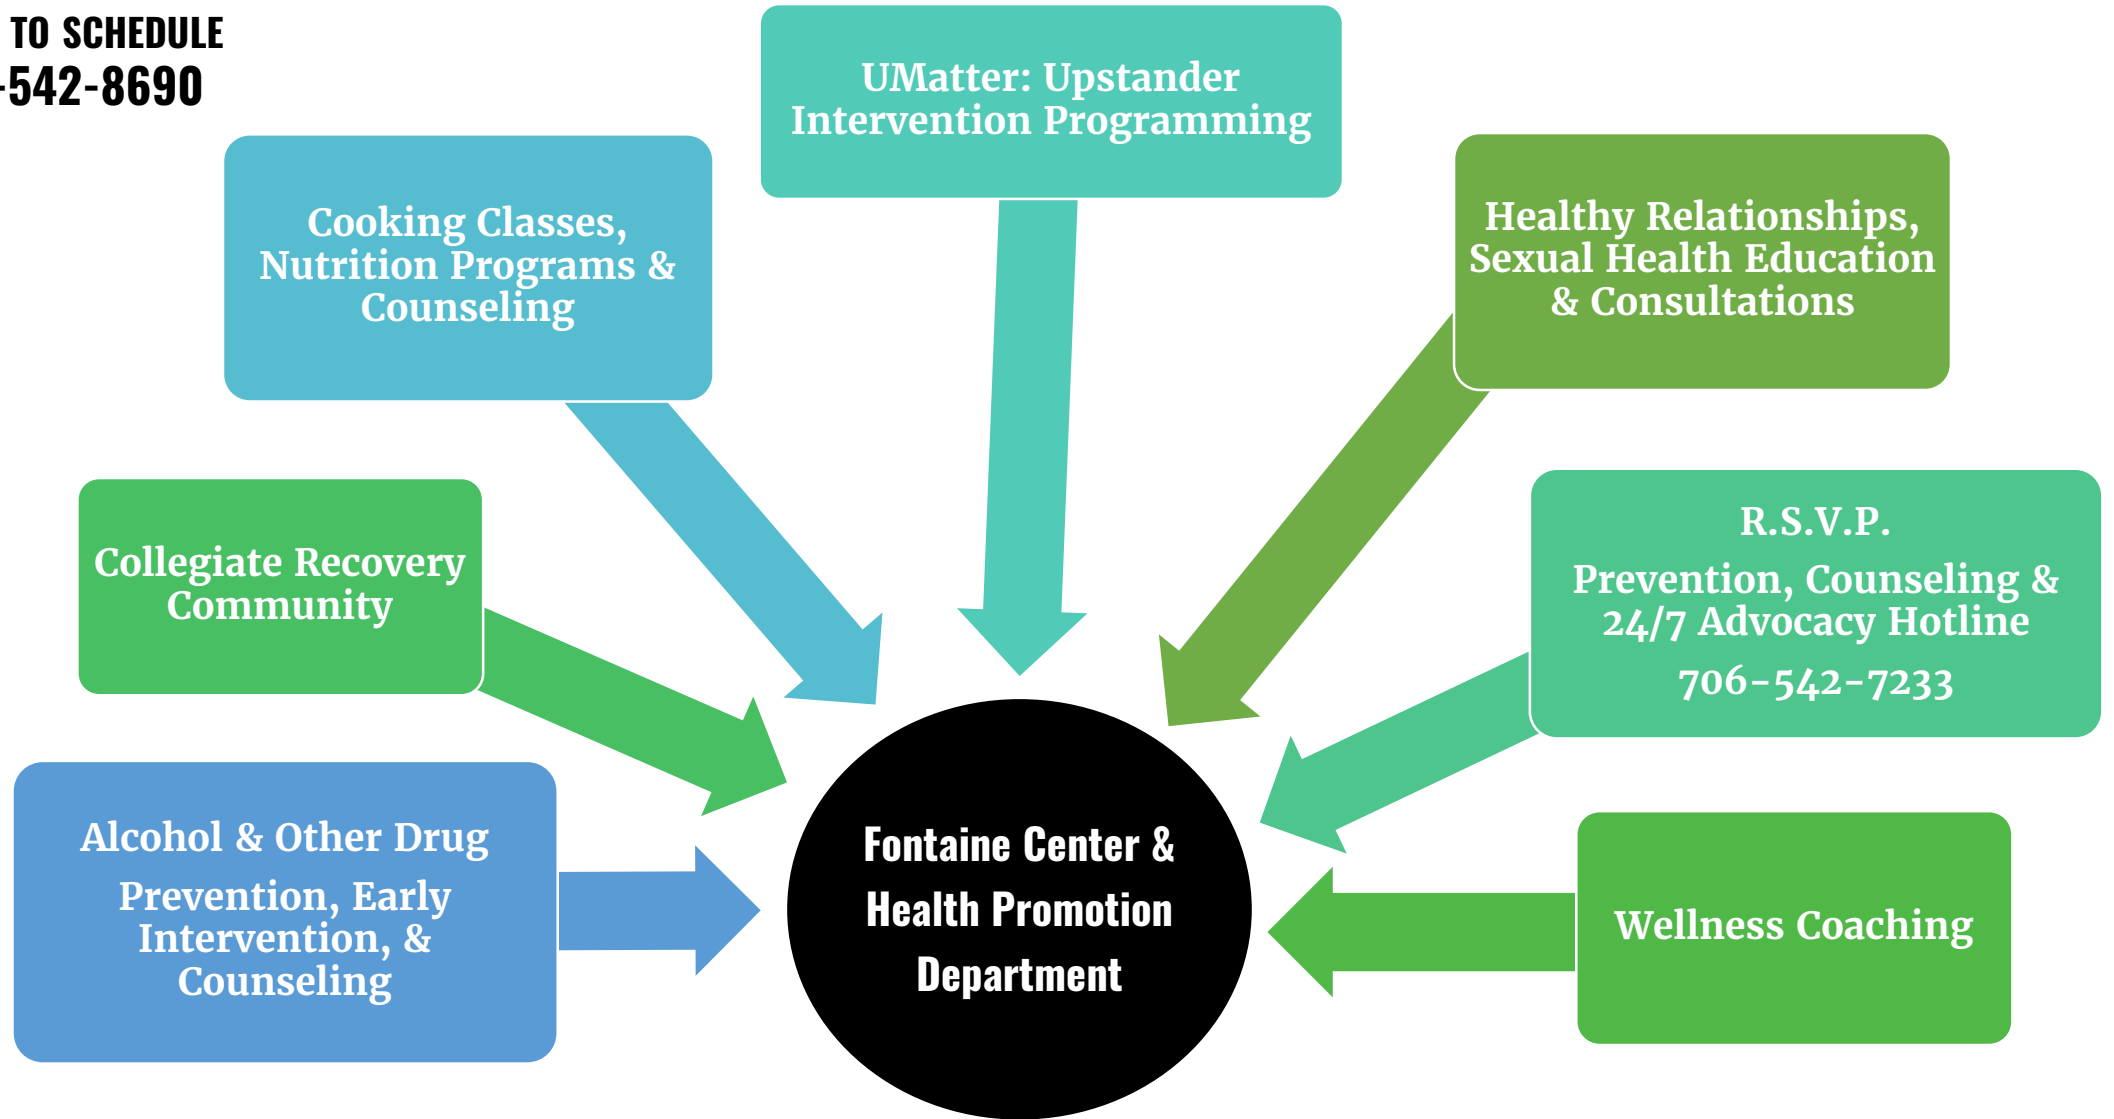 TO SCHEDULE
-542-8690
UMatter: Upstander
Intervention Programming
Cooking Classes,
Nutrition Programs &
Counseling
Healthy Relationships,
Sexual Health Education
& Consultations
Collegiate Recovery
Community
R.S.V.P.
Prevention, Counseling &
24/7 Advocacy Hotline
706-542-7233
Alcohol & Other Drug
Prevention, Early
Intervention, &
Counseling
Fontaine Center &
Health Promotion
Department
Wellness Coaching